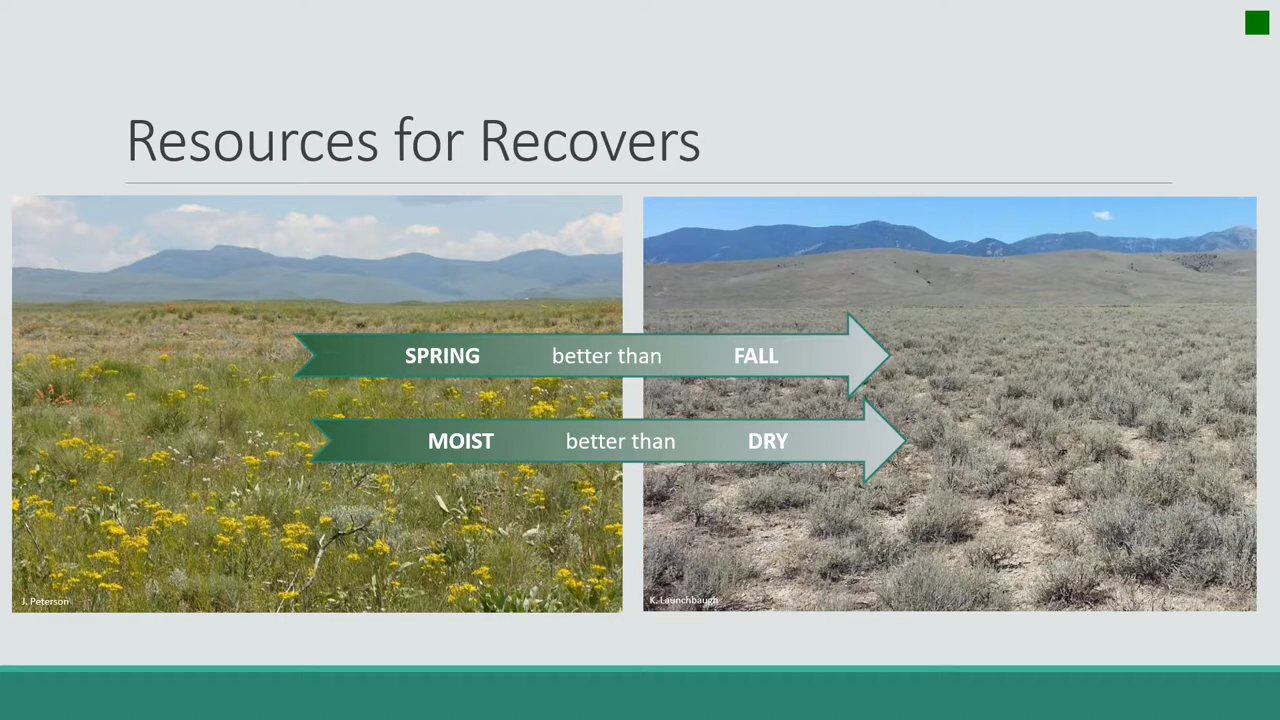 Resources for Recovers
SPRING better than FALL
MOIST better than DRY
J. Peterson
K. Launchbaugh